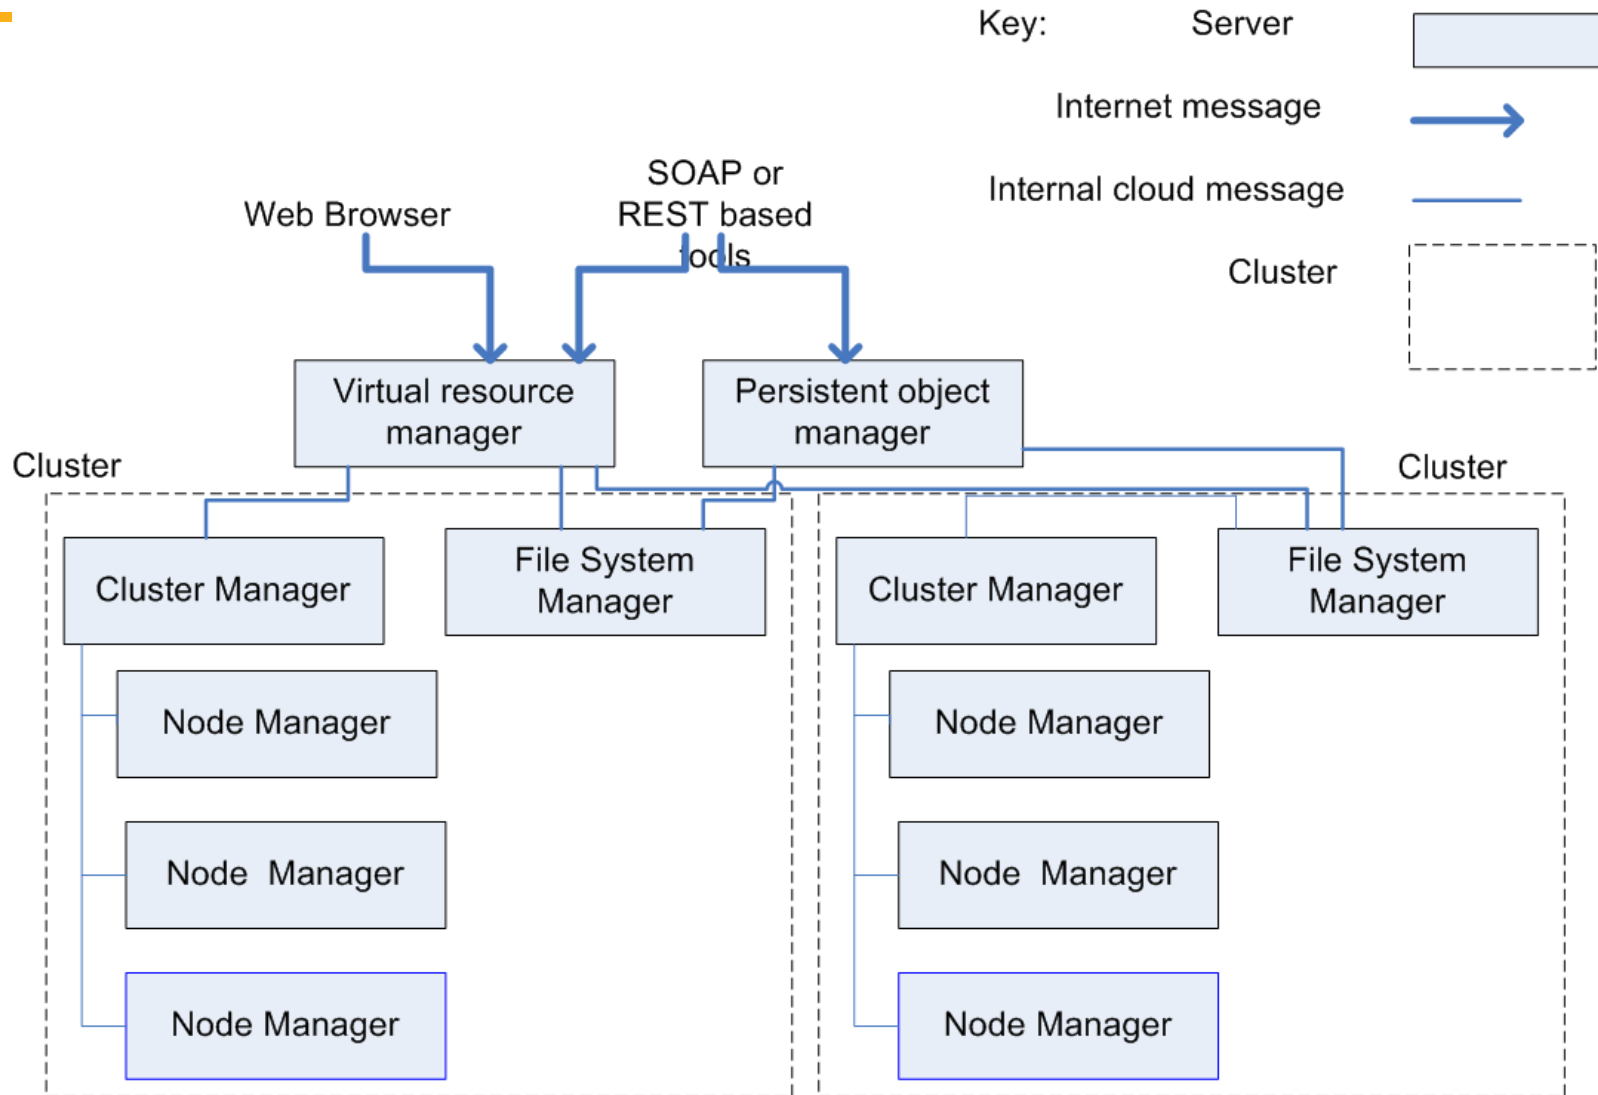 Key: Server
Internet message
Internal cloud message
Cluster
Web Browser
SOAP or
REST based
tools
Virtual resource
manager
Persistent object
manager
Cluster
Cluster
Cluster Manager
File System
Manager
Node Manager
Node Manager
Node Manager
Cluster Manager
File System
Manager
Node Manager
Node Manager
Node Manager